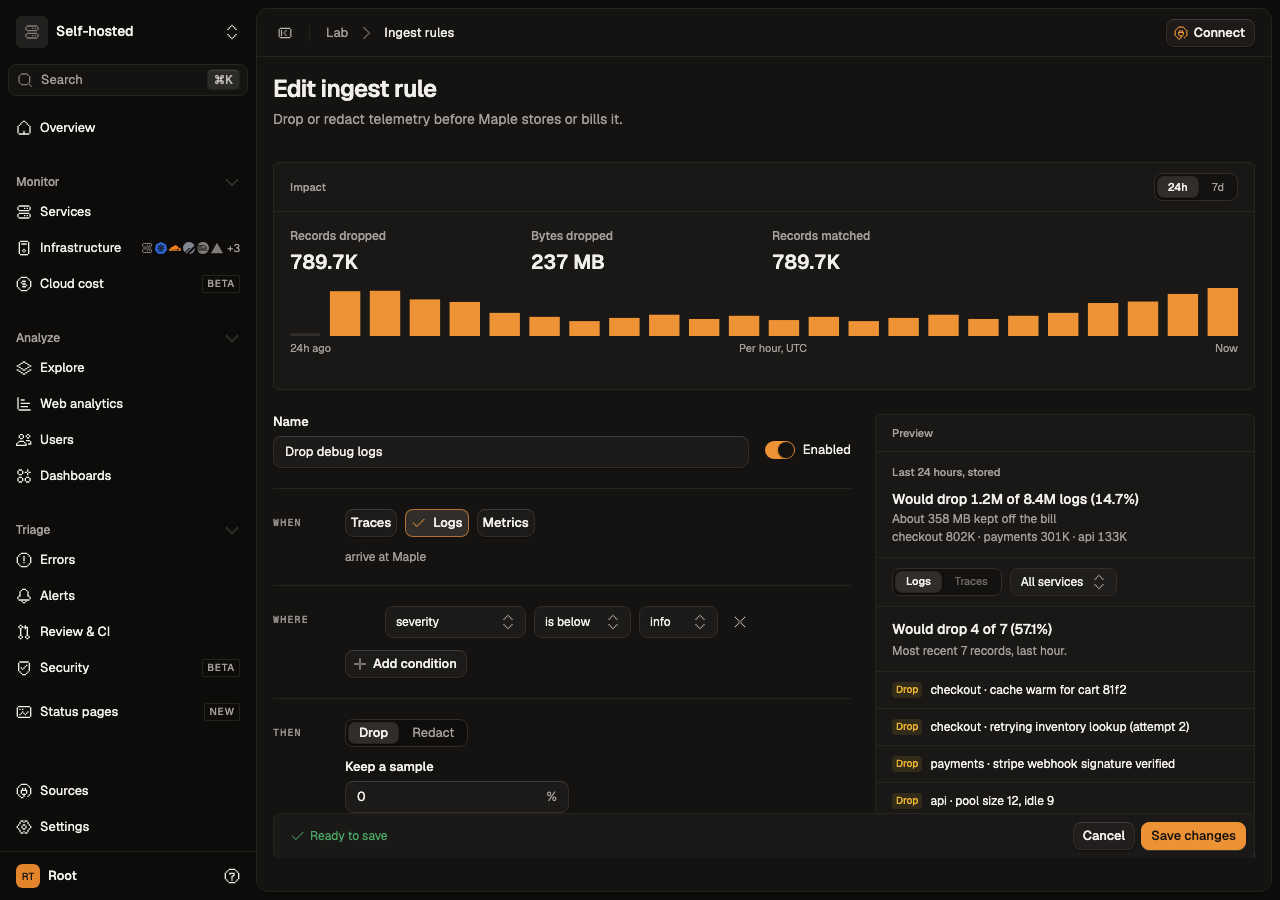 Self-hosted
Search
⌘K
Overview
Monitor
Services
Infrastructure
+3
Cloud cost
BETA
Analyze
Explore
Web analytics
Users
Dashboards
Triage
Errors
Alerts
Review & CI
Security
BETA
Status pages
NEW
Sources
Settings
RT
Root
Lab
Ingest rules
Connect
Edit ingest rule
Drop or redact telemetry before Maple stores or bills it.
Impact
24h
7d
Records dropped
789.7K
Bytes dropped
237 MB
Records matched
789.7K
24h ago
Per hour, UTC
Now
Name
Drop debug logs
Enabled
WHEN
Traces
Logs
Metrics
arrive at Maple
WHERE
severity
is below
info
Add condition
THEN
Drop
Redact
Keep a sample
0
%
Preview
Last 24 hours, stored
Would drop 1.2M of 8.4M logs (14.7%)
About 358 MB kept off the bill
checkout 802K · payments 301K · api 133K
Logs
Traces
All services
Would drop 4 of 7 (57.1%)
Most recent 7 records, last hour.
Drop checkout · cache warm for cart 81f2
Drop checkout · retrying inventory lookup (attempt 2)
Drop payments · stripe webhook signature verified
Drop api · pool size 12, idle 9
Ready to save
Cancel
Save changes